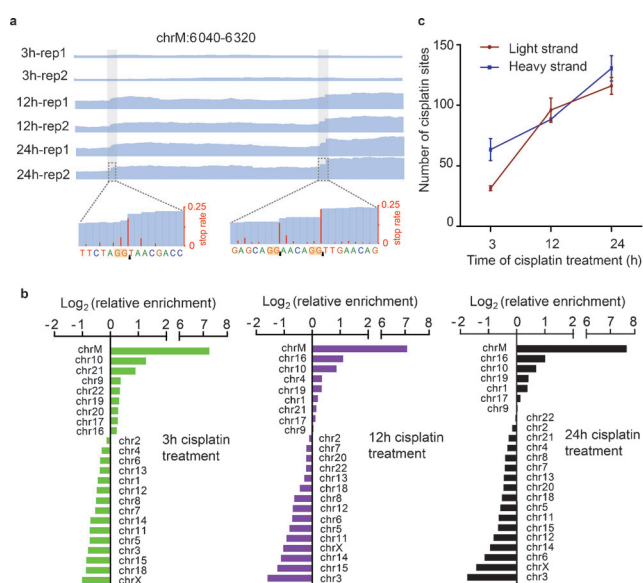 a
chrM:6040-6320
3h-rep1
3h-rep2
12h-rep1
12h-rep2
24h-rep1
24h-rep2
0.25
0
stop rate
TTCTAGGTAACGACC
0.25
0
stop rate
GAGCAGGAACAGGTTGAACAG
c
Light strand
Heavy strand
Number of cisplatin sites
150
100
50
0
3 12 24
Time of cisplatin treatment (h)
b
Log2 (relative enrichment)
-2 -1 0 1 2 6 7 8
chrM
chr10
chr21
chr9
chr22
chr19
chr20
chr17
chr16
chr2
chr4
chr6
chr13
chr1
chr12
chr8
chr7
chr14
chr11
chr5
chr3
chr15
chr18
chrX
3h cisplatin
treatment
Log2 (relative enrichment)
-2 -1 0 1 2 6 7 8
chrM
chr16
chr10
chr4
chr19
chr1
chr21
chr17
chr9
chr2
chr7
chr20
chr22
chr13
chr18
chr8
chr12
chr6
chr5
chr11
chrX
chr14
chr15
chr3
12h cisplatin
treatment
Log2 (relative enrichment)
-2 -1 0 1 2 6 7 8
chrM
chr16
chr10
chr19
chr1
chr17
chr9
chr22
chr2
chr21
chr4
chr8
chr7
chr13
chr20
chr18
chr5
chr11
chr15
chr12
chr14
chr6
chrX
chr3
24h cisplatin
treatment